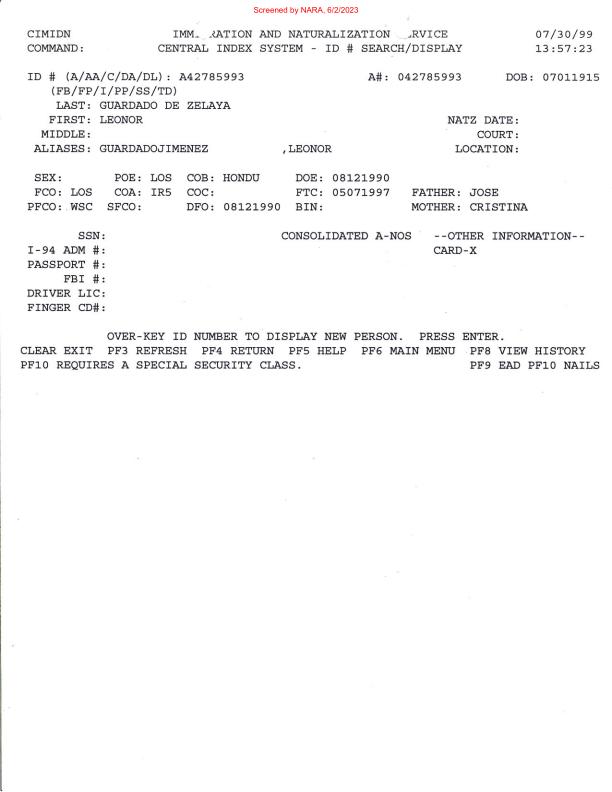 Screened by NARA, 6/2/2023
CIMIDN IMM RATION AND NATURALIZATION RVICE 07/30/99
COMMAND: CENTRAL INDEX SYSTEM - ID # SEARCH/DISPLAY 13:57:23
ID # (A/AA/C/DA/DL): A42785993 A#: 042785993 DOB: 07011915
(FB/FP/I/PP/SS/TD)
LAST: GUARDADO DE ZELAYA
FIRST: LEONOR NATZ DATE:
MIDDLE: COURT:
ALIASES: GUARDADOJIMENEZ ,LEONOR LOCATION:
SEX: POE: LOS COB: HONDU DOE: 08121990
FCO: LOS COA: IR5 COC: FTC: 05071997 FATHER: JOSE
PFCO: WSC SFCO: DFO: 08121990 BIN: MOTHER: CRISTINA
SSN: CONSOLIDATED A-NOS --OTHER INFORMATION--
I-94 ADM #: CARD-X
PASSPORT #:
FBI #:
DRIVER LIC:
FINGER CD#:
OVER-KEY ID NUMBER TO DISPLAY NEW PERSON. PRESS ENTER.
CLEAR EXIT PF3 REFRESH PF4 RETURN PF5 HELP PF6 MAIN MENU PF8 VIEW HISTORY
PF10 REQUIRES A SPECIAL SECURITY CLASS. PF9 EAD PF10 NAILS